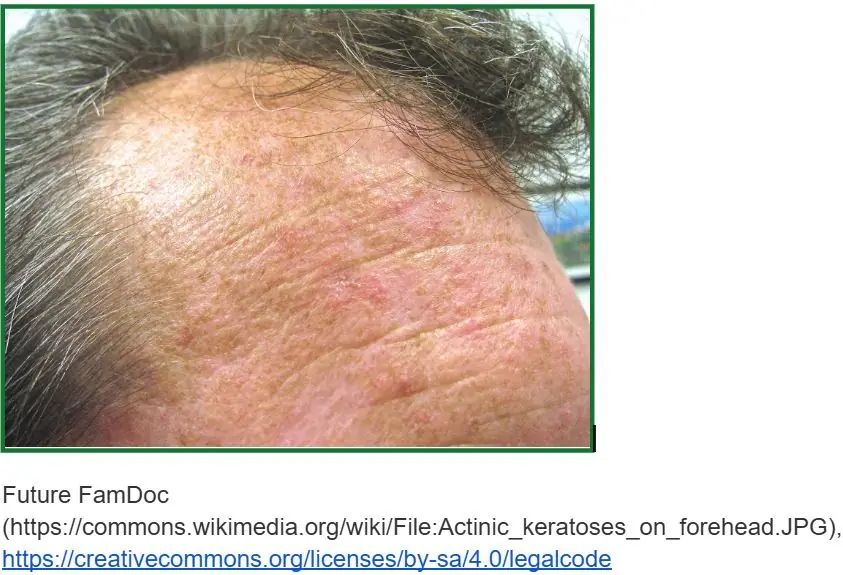 Future FamDoc
(https://commons.wikimedia.org/wiki/File:Actinic_keratoses_on_forehead.JPG),
https://creativecommons.org/licenses/by-sa/4.0/legalcode